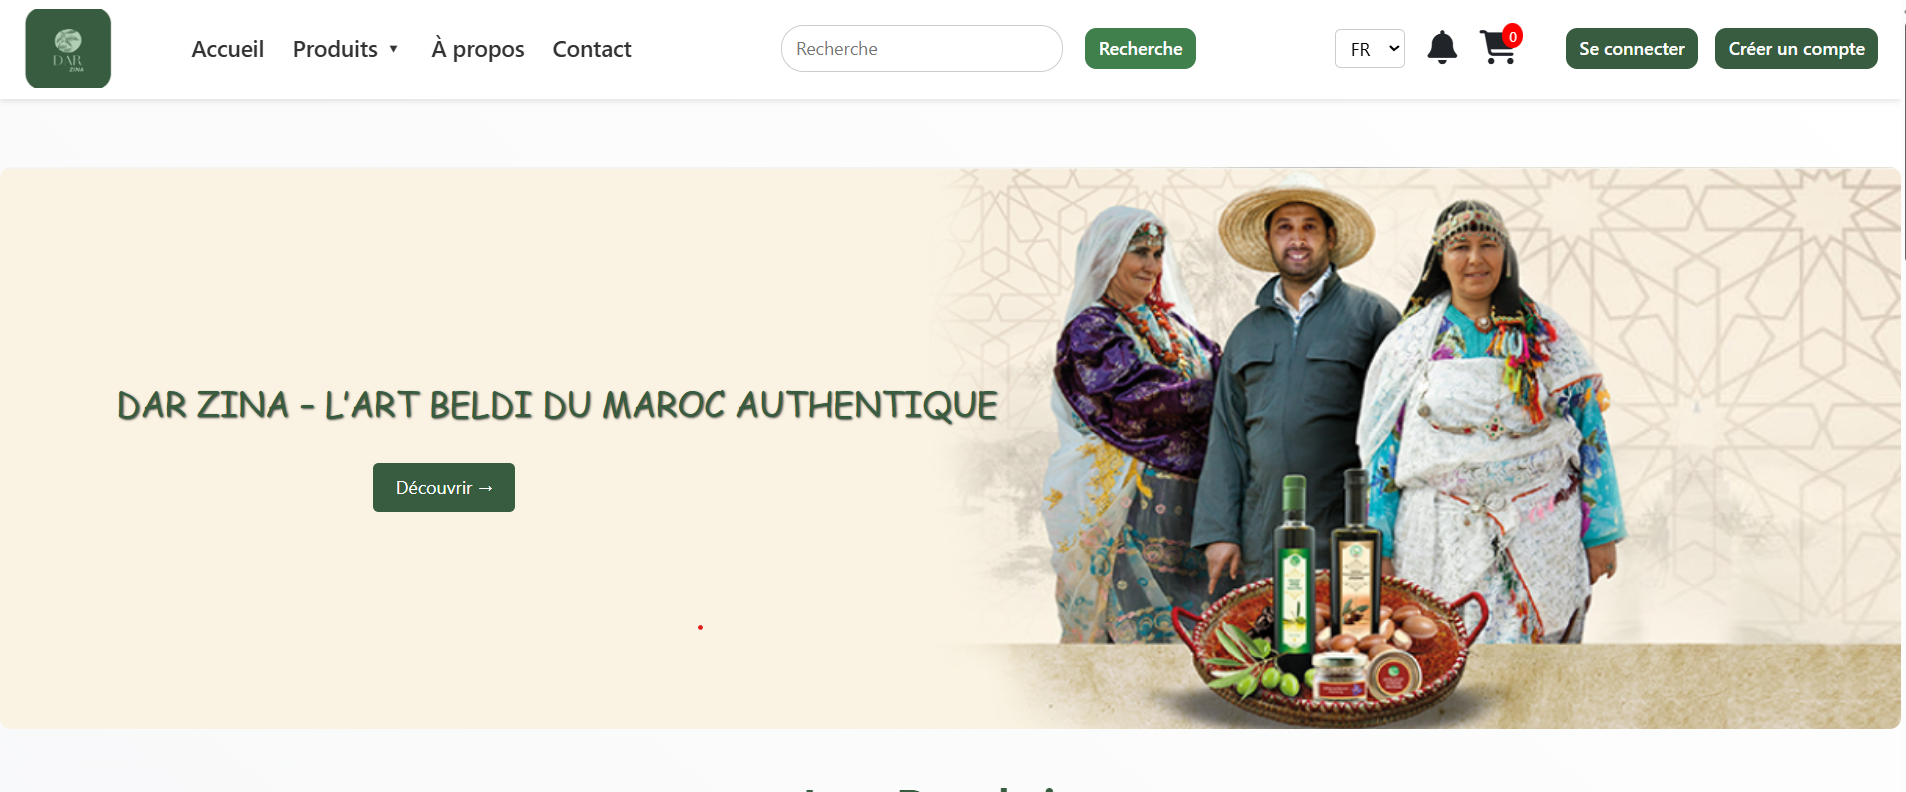 DAR
ZINA
Accueil
Produits ▼
À propos
Contact
Recherche
Recherche
FR
0
Se connecter
Créer un compte
DAR ZINA – L'ART BELDI DU MAROC AUTHENTIQUE
Découvrir →